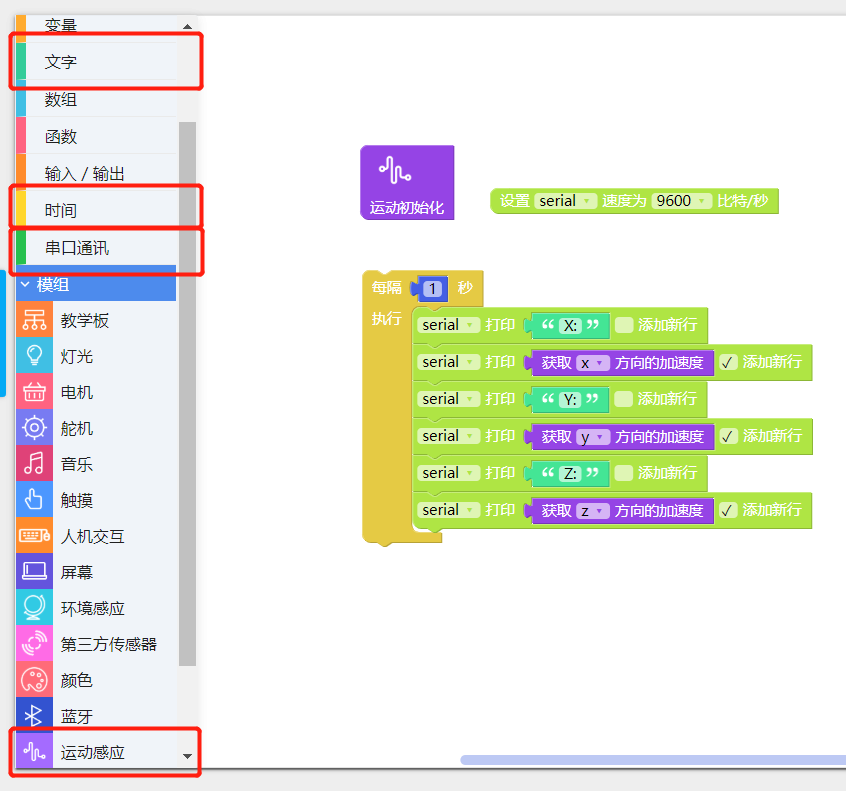 变量
文字
数组
函数
输入 / 输出
时间
串口通讯
模组
教学板
灯光
电机
舵机
音乐
触摸
人机交互
屏幕
环境感应
第三方传感器
颜色
蓝牙
运动感应
运动初始化
设置 serial 速度为 9600 比特/秒
每隔 1 秒
执行
serial 打印 “ X: ” 添加新行
serial 打印 获取 x 方向的加速度 ✓ 添加新行
serial 打印 “ Y: ” 添加新行
serial 打印 获取 y 方向的加速度 ✓ 添加新行
serial 打印 “ Z: ” 添加新行
serial 打印 获取 z 方向的加速度 ✓ 添加新行